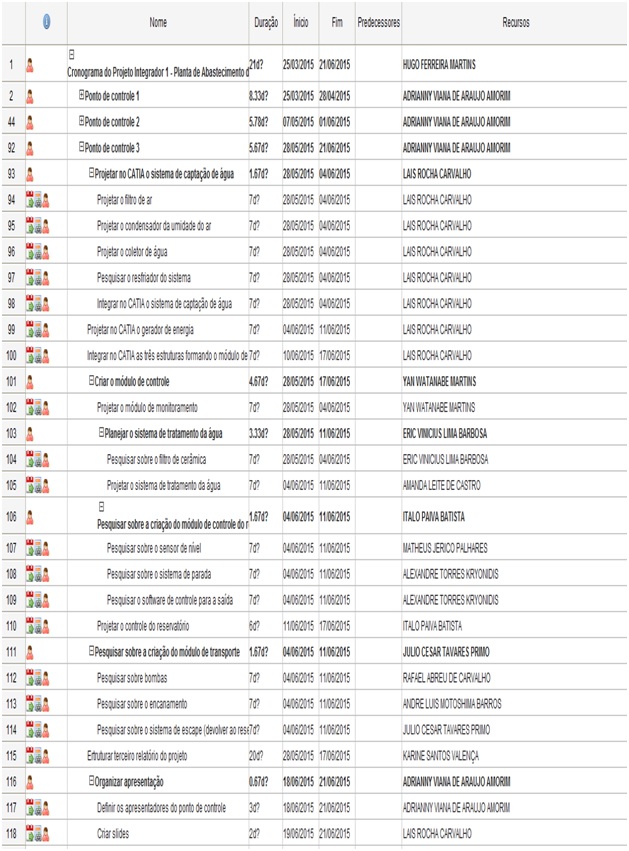 Nome Duração Início Fim Predecessores Recursos
1 Cronograma do Projeto Integrador 1 - Planta de Abastecimento d 21d? 25/03/2015 21/06/2015 HUGO FERREIRA MARTINS
2 Ponto de controle 1 8.33d? 25/03/2015 28/04/2015 ADRIANNY VIANA DE ARAUJO AMORIM
44 Ponto de controle 2 5.78d? 07/05/2015 01/06/2015 ADRIANNY VIANA DE ARAUJO AMORIM
92 Ponto de controle 3 5.67d? 28/05/2015 21/06/2015 ADRIANNY VIANA DE ARAUJO AMORIM
93 Projetar no CATIA o sistema de captação de água 1.67d? 28/05/2015 04/06/2015 LAIS ROCHA CARVALHO
94 Projetar o filtro de ar 7d? 28/05/2015 04/06/2015 LAIS ROCHA CARVALHO
95 Projetar o condensador da umidade do ar 7d? 28/05/2015 04/06/2015 LAIS ROCHA CARVALHO
96 Projetar o coletor de água 7d? 28/05/2015 04/06/2015 LAIS ROCHA CARVALHO
97 Pesquisar o resfriador do sistema 7d? 28/05/2015 04/06/2015 LAIS ROCHA CARVALHO
98 Integrar no CATIA o sistema de captação de água 7d? 28/05/2015 04/06/2015 LAIS ROCHA CARVALHO
99 Projetar no CATIA o gerador de energia 7d? 04/06/2015 11/06/2015 LAIS ROCHA CARVALHO
100 Integrar no CATIA as três estruturas formando o módulo de 7d? 10/06/2015 17/06/2015 LAIS ROCHA CARVALHO
101 Criar o módulo de controle 4.67d? 28/05/2015 17/06/2015 YAN WATANABE MARTINS
102 Projetar o módulo de monitoramento 7d? 28/05/2015 04/06/2015 YAN WATANABE MARTINS
103 Planejar o sistema de tratamento da água 3.33d? 28/05/2015 11/06/2015 ERIC VINICIUS LIMA BARBOSA
104 Pesquisar sobre o filtro de cerâmica 7d? 28/05/2015 04/06/2015 ERIC VINICIUS LIMA BARBOSA
105 Projetar o sistema de tratamento da água 7d? 04/06/2015 11/06/2015 AMANDA LEITE DE CASTRO
106 Pesquisar sobre a criação do módulo de controle do r 1.67d? 04/06/2015 11/06/2015 ITALO PAIVA BATISTA
107 Pesquisar sobre o sensor de nível 7d? 04/06/2015 11/06/2015 MATHEUS JERICO PALHARES
108 Pesquisar sobre o sistema de parada 7d? 04/06/2015 11/06/2015 ALEXANDRE TORRES KRYONIDIS
109 Pesquisar o software de controle para a saída 7d? 04/06/2015 11/06/2015 ALEXANDRE TORRES KRYONIDIS
110 Projetar o controle do reservatório 6d? 11/06/2015 17/06/2015 ITALO PAIVA BATISTA
111 Pesquisar sobre a criação do módulo de transporte 1.67d? 04/06/2015 11/06/2015 JULIO CESAR TAVARES PRIMO
112 Pesquisar sobre bombas 7d? 04/06/2015 11/06/2015 RAFAEL ABREU DE CARVALHO
113 Pesquisar sobre o encanamento 7d? 04/06/2015 11/06/2015 ANDRE LUIS MOTOSHIMA BARROS
114 Pesquisar sobre o sistema de escape (devolver ao rese 7d? 04/06/2015 11/06/2015 JULIO CESAR TAVARES PRIMO
115 Ertruturar terceiro relatório do projeto 20d? 28/05/2015 17/06/2015 KARINE SANTOS VALENÇA
116 Organizar apresentação 0.67d? 18/06/2015 21/06/2015 ADRIANNY VIANA DE ARAUJO AMORIM
117 Definir os apresentadores do ponto de controle 3d? 18/06/2015 21/06/2015 ADRIANNY VIANA DE ARAUJO AMORIM
118 Criar slides 2d? 19/06/2015 21/06/2015 LAIS ROCHA CARVALHO